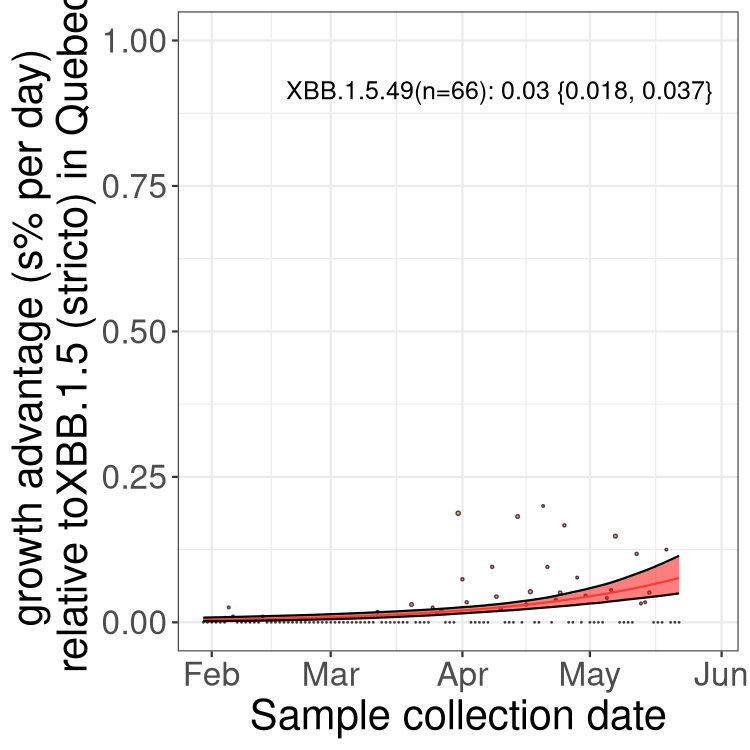 growth advantage (s% per day)
relative toXBB.1.5 (stricto) in Quebec
1.00
0.75
0.50
0.25
0.00
XBB.1.5.49(n=66): 0.03 {0.018, 0.037}
Feb Mar Apr May Jun
Sample collection date